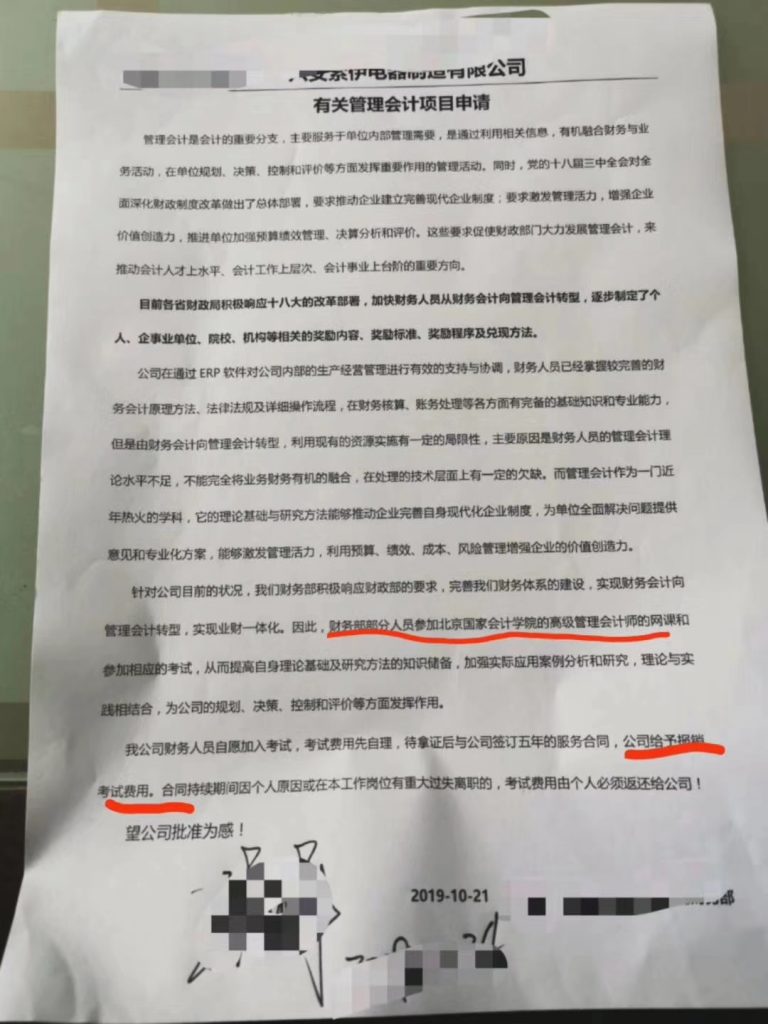 索伊电器制造有限公司
有关管理会计项目申请
管理会计是会计的重要分支，主要服务于单位内部管理需要，是通过利用相关信息，有机融合财务与业
务活动，在单位规划、决策、控制和评价等方面发挥重要作用的管理活动。同时，党的十八届三中全会对全
面深化财政制度改革做出了总体部署，要求推动企业建立完善现代企业制度；要求激发管理活力，增强企业
价值创造力，推进单位加强预算绩效管理、决算分析和评价。这些要求促使财政部门大力发展管理会计，来
推动会计人才上水平、会计工作上层次、会计事业上台阶的重要方向。
目前各省财政局积极响应十八大的改革部署，加快财务人员从财务会计向管理会计转型，逐步制定了个
人、企事业单位、院校、机构等相关的奖励内容、奖励标准、奖励程序及兑现方法。
公司在通过 ERP 软件对公司内部的生产经营管理进行有效的支持与协调，财务人员已经掌握较完善的财
务会计原理方法、法律法规及详细操作流程，在财务核算、账务处理等各方面有完备的基础知识和专业能力，
但是由财务会计向管理会计转型，利用现有的资源实施有一定的局限性，主要原因是财务人员的管理会计理
论水平不足，不能完全将业务财务有机的融合，在处理的技术层面上有一定的欠缺。而管理会计作为一门近
年热火的学科，它的理论基础与研究方法能够推动企业完善自身现代化企业制度，为单位全面解决问题提供
意见和专业化方案，能够激发管理活力，利用预算、绩效、成本、风险管理增强企业的价值创造力。
针对公司目前的状况，我们财务部积极响应财政部的要求，完善我们财务体系的建设，实现财务会计向
管理会计转型，实现业财一体化。因此，财务部部分人员参加北京国家会计学院的高级管理会计师的网课和
参加相应的考试，从而提高自身理论基础及研究方法的知识储备，加强实际应用案例分析和研究，理论与实
践相结合，为公司的规划、决策、控制和评价等方面发挥作用。
我公司财务人员自愿加入考试，考试费用先自理，待拿证后与公司签订五年的服务合同，公司给予报销
考试费用。合同持续期间因个人原因或在本工作岗位有重大过失离职的，考试费用由个人必须返还给公司！
望公司批准为感！
2019-10-21